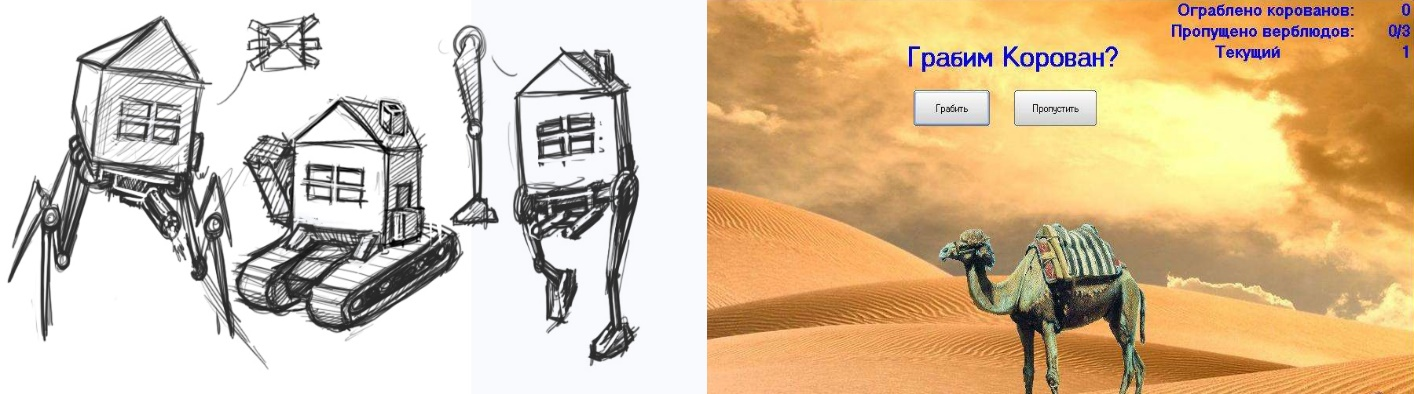 Ограблено корованов: 0
Пропущено верблюдов: 0/3
Текущий 1
Грабим Корован?
Грабить Пропустить